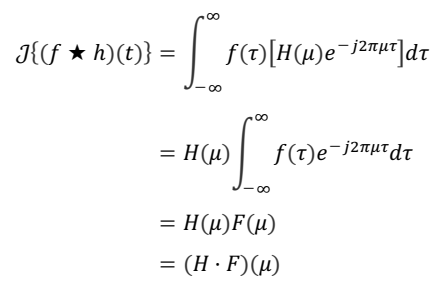 𝒥{(f ★ h)(t)} = ∫_{-∞}^{∞} f(τ)[H(μ)e^{-j2πμτ}]dτ
= H(μ) ∫_{-∞}^{∞} f(τ)e^{-j2πμτ}dτ
= H(μ)F(μ)
= (H · F)(μ)